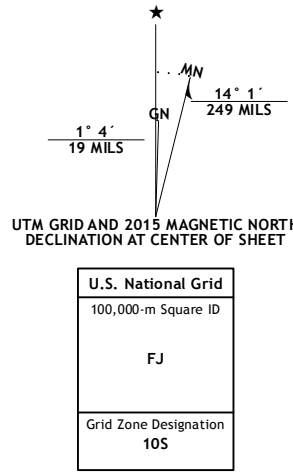 MN
GN
14° 1´
249 MILS
1° 4´
19 MILS
UTM GRID AND 2015 MAGNETIC NORTH
DECLINATION AT CENTER OF SHEET
U.S. National Grid
100,000-m Square ID
FJ
Grid Zone Designation
10S